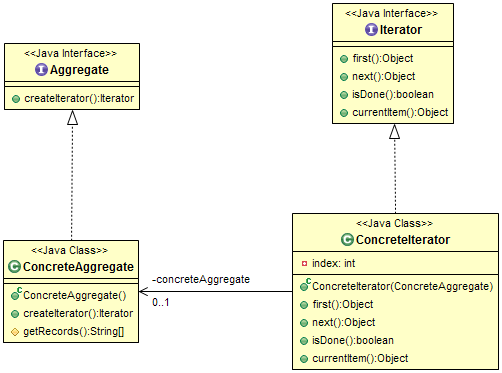 <<Java Interface>>
Iterator
first():Object
next():Object
isDone():boolean
currentItem():Object
<<Java Interface>>
Aggregate
createIterator():Iterator
<<Java Class>>
ConcreteAggregate
ConcreteAggregate()
createIterator():Iterator
getRecords():String[]
-concreteAggregate
0..1
<<Java Class>>
ConcreteIterator
index: int
ConcreteIterator(ConcreteAggregate)
first():Object
next():Object
isDone():boolean
currentItem():Object